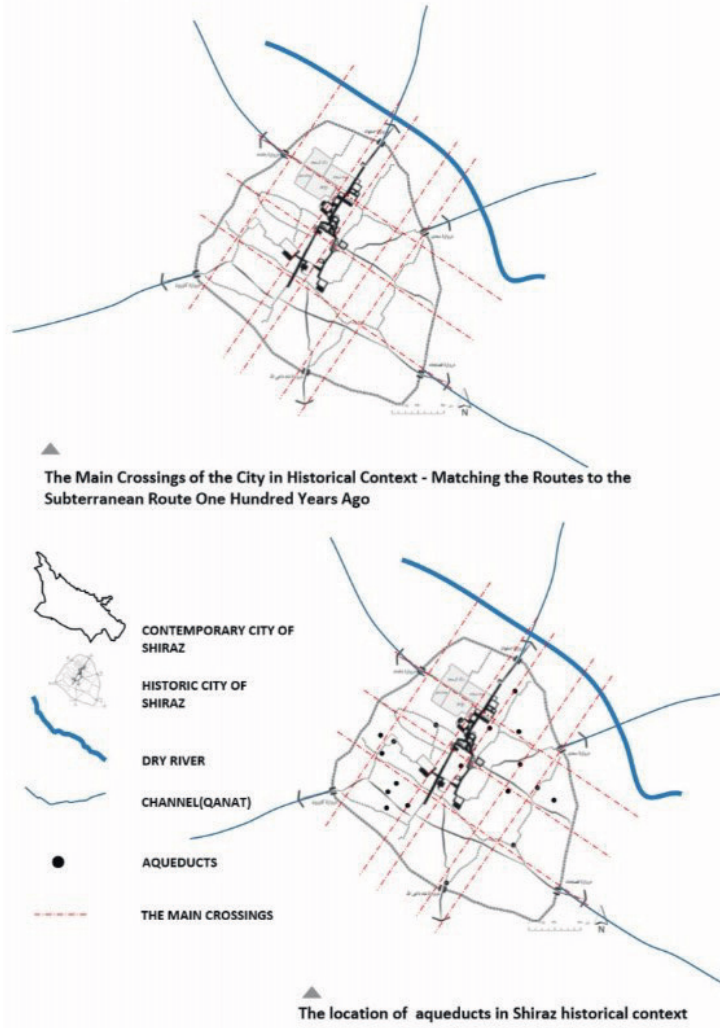 N
The Main Crossings of the City in Historical Context - Matching the Routes to the
Subterranean Route One Hundred Years Ago
CONTEMPORARY CITY OF
SHIRAZ
HISTORIC CITY OF
SHIRAZ
DRY RIVER
CHANNEL(QANAT)
AQUEDUCTS
THE MAIN CROSSINGS
N
The location of aqueducts in Shiraz historical context